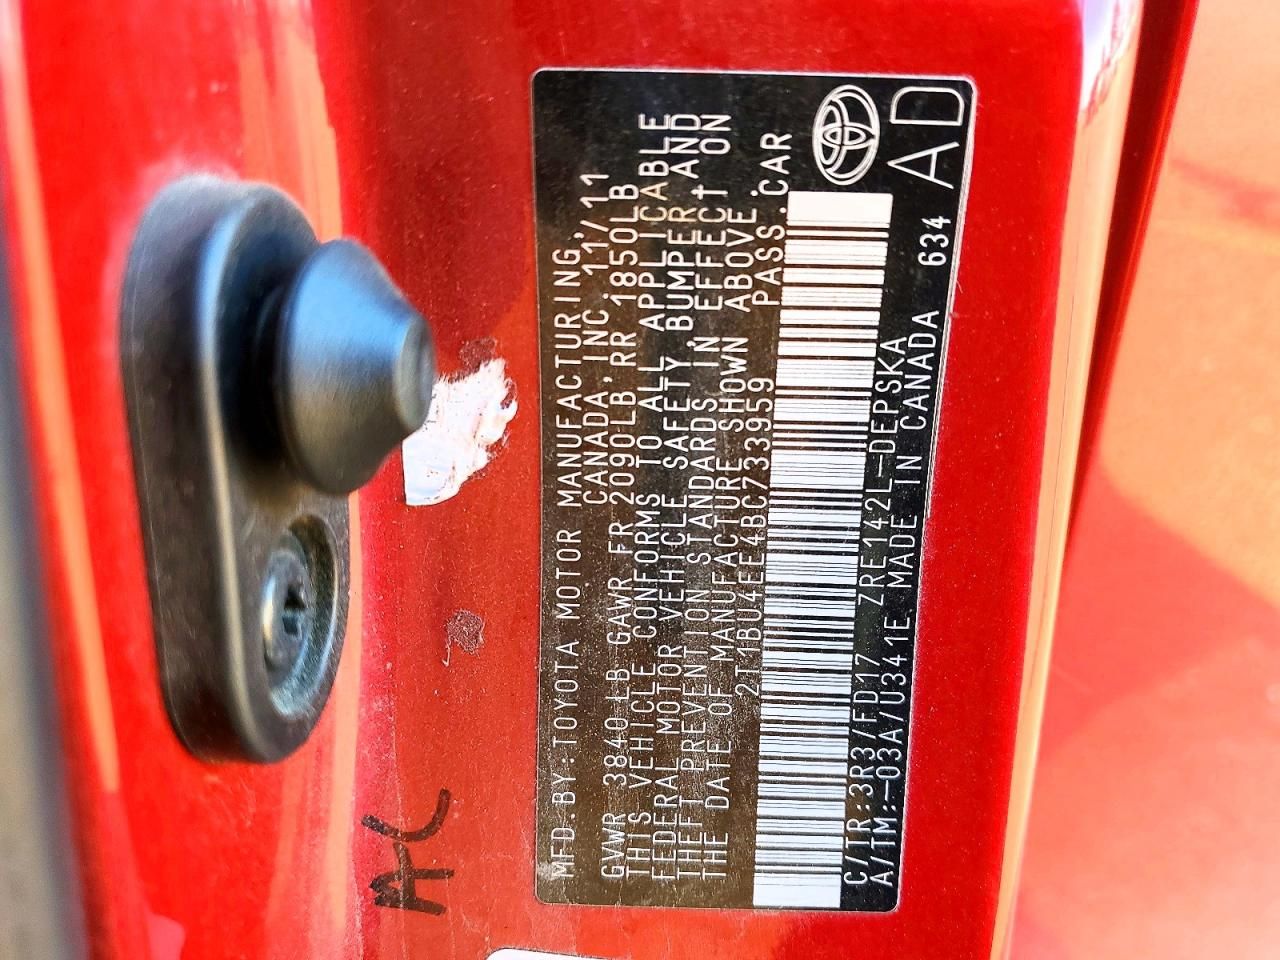 MFD.BY:TOYOTA MOTOR MANUFACTURING,
CANADA,INC.11/11
GVWR 3840LB GAWR FR 2090LB,RR 1850LB
THIS VEHICLE CONFORMS TO ALL APPLICABLE
FEDERAL MOTOR VEHICLE SAFETY,BUMPER,AND
THEFT PREVENTION STANDARDS IN EFFECT ON
THE DATE OF MANUFACTURE SHOWN ABOVE.
2T1BU4EE4BC733959 PASS.CAR
C/TR:3R3/FD17 ZRE142L-DEPSKA
A/TM:-03A/U341E MADE IN CANADA 634
AD